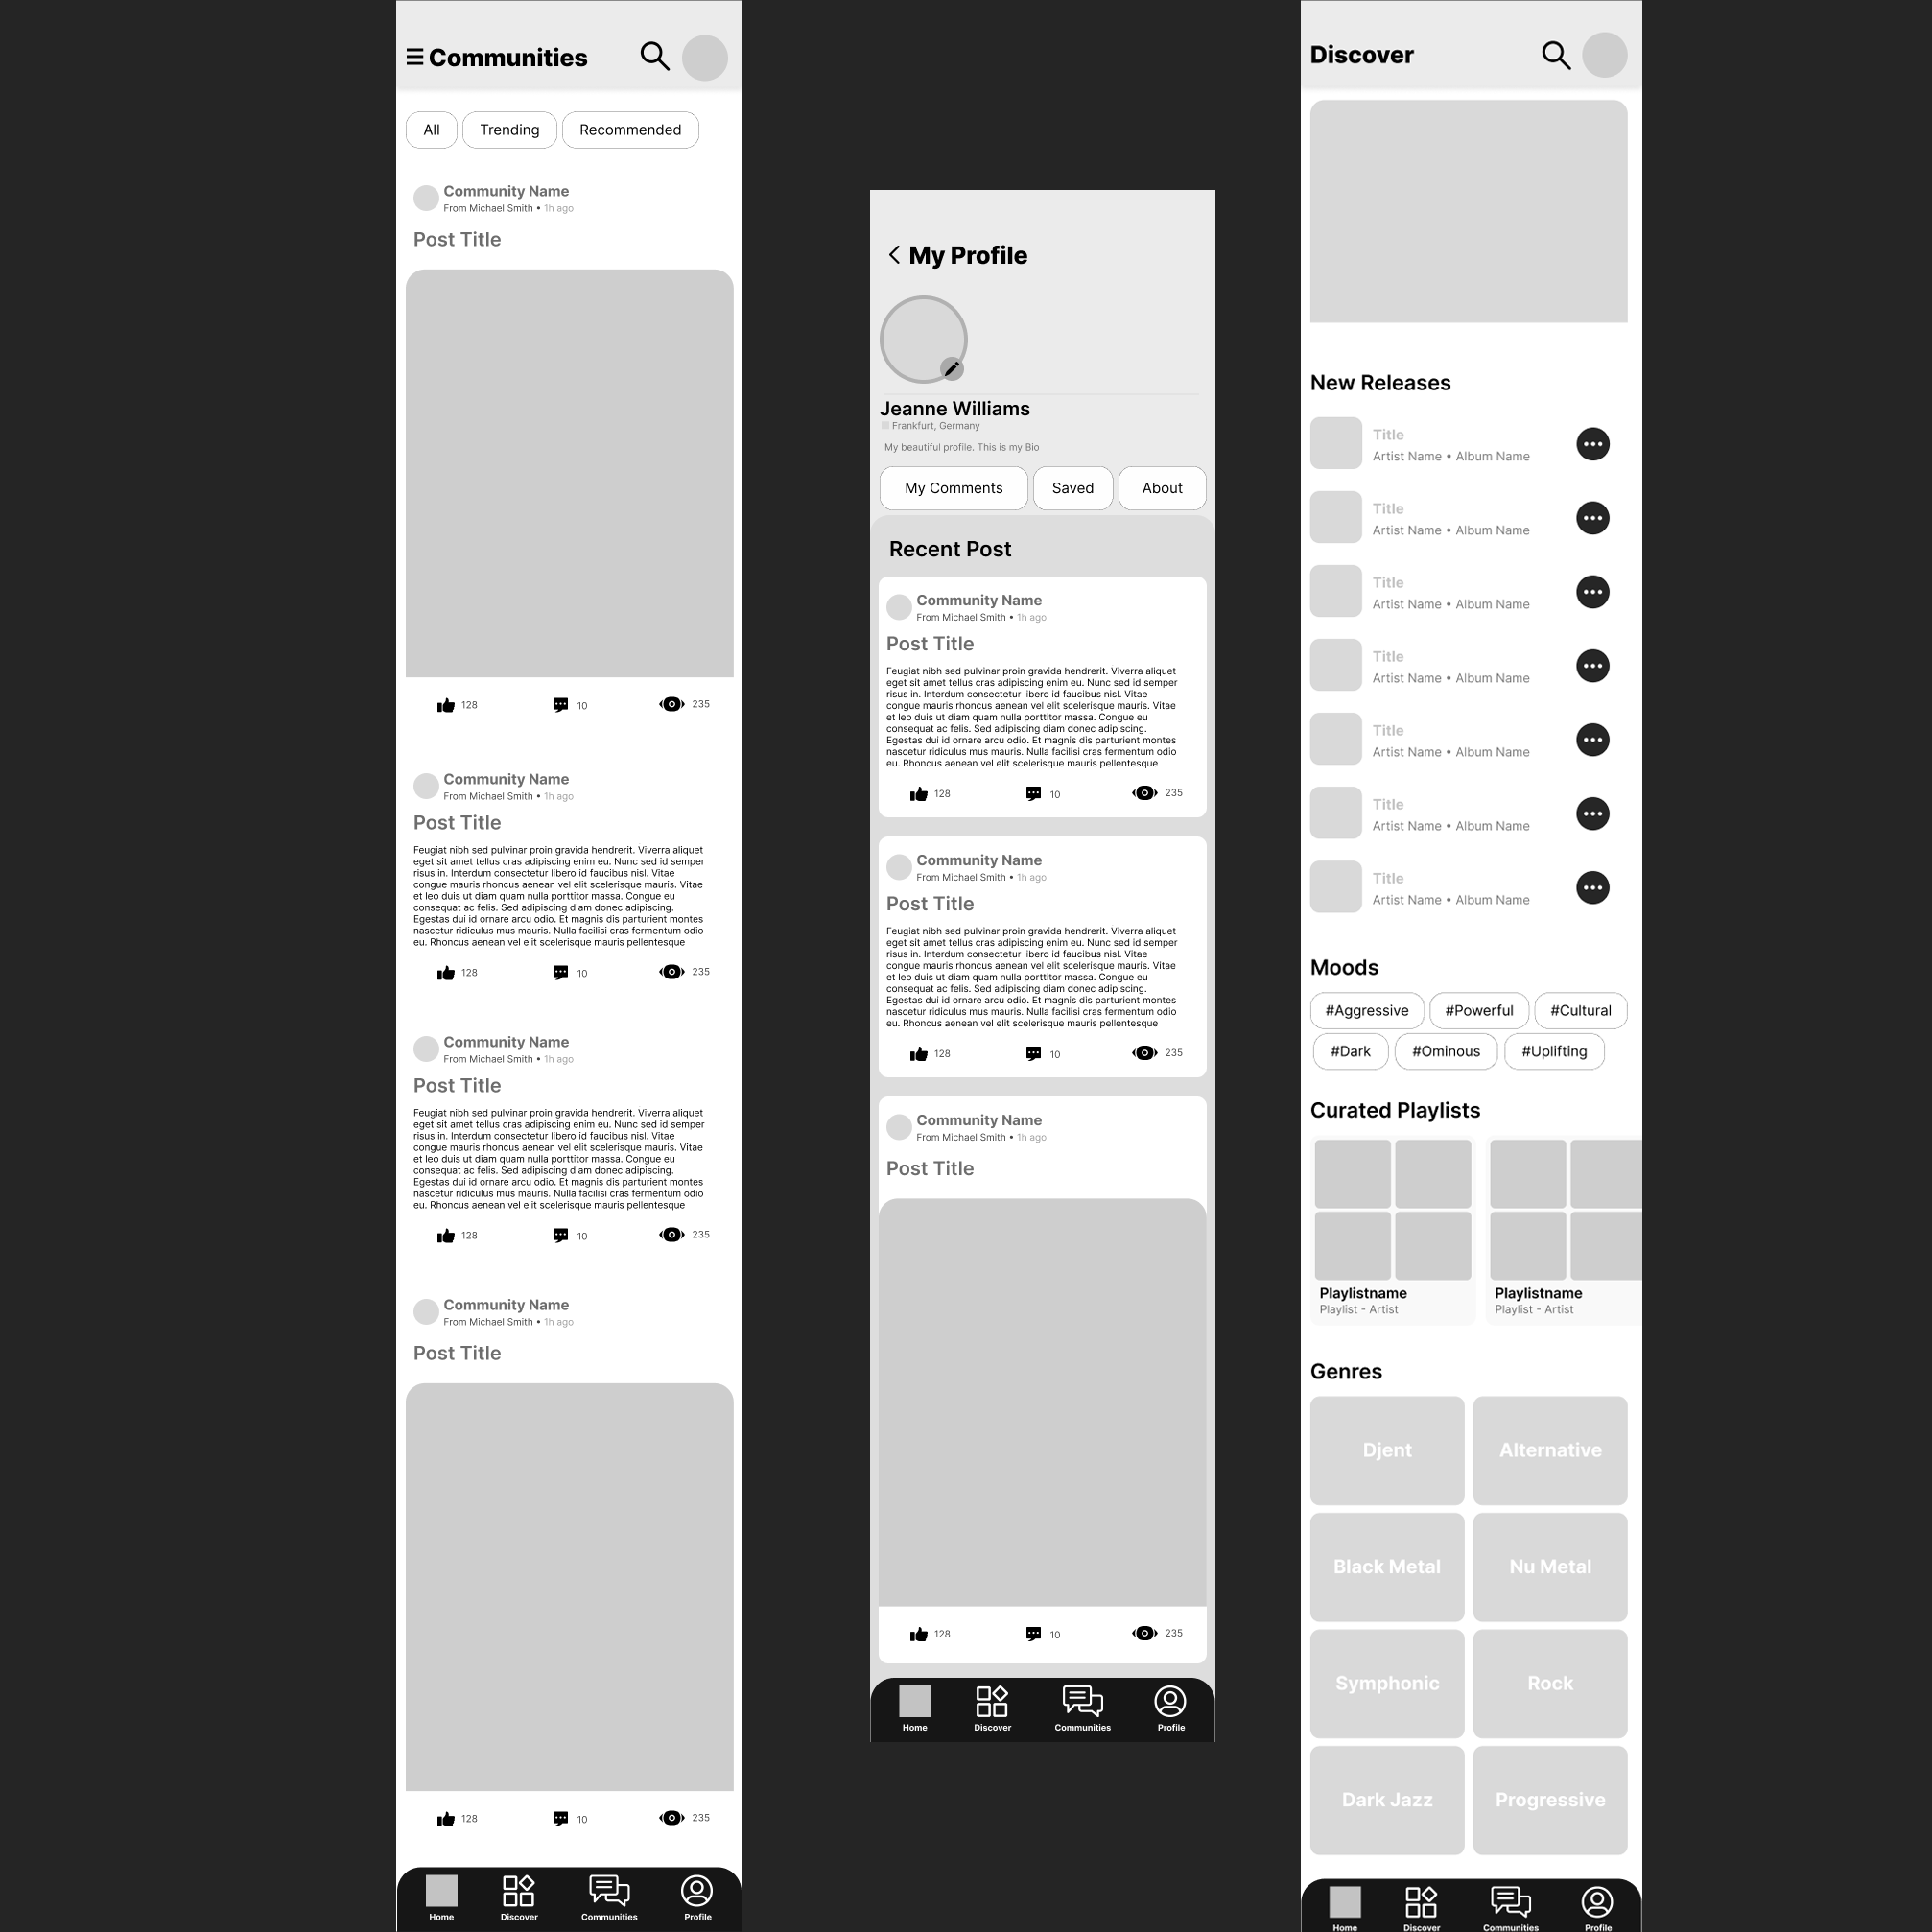 Communities
All Trending Recommended
Community Name
From Michael Smith • 1h ago
Post Title
128 10 235
Community Name
From Michael Smith • 1h ago
Post Title
Feugiat nibh sed pulvinar proin gravida hendrerit. Viverra aliquet
eget sit amet tellus cras adipiscing enim eu. Nunc sed id semper
risus in. Interdum consectetur libero id faucibus nisl. Vitae
congue mauris rhoncus aenean vel elit scelerisque mauris. Vitae
et leo duis ut diam quam nulla porttitor massa. Congue eu
consequat ac felis. Sed adipiscing diam donec adipiscing.
Egestas dui id ornare arcu odio. Et magnis dis parturient montes
nascetur ridiculus mus mauris. Nulla facilisi cras fermentum odio
eu. Rhoncus aenean vel elit scelerisque mauris pellentesque
128 10 235
Community Name
From Michael Smith • 1h ago
Post Title
Feugiat nibh sed pulvinar proin gravida hendrerit. Viverra aliquet
eget sit amet tellus cras adipiscing enim eu. Nunc sed id semper
risus in. Interdum consectetur libero id faucibus nisl. Vitae
congue mauris rhoncus aenean vel elit scelerisque mauris. Vitae
et leo duis ut diam quam nulla porttitor massa. Congue eu
consequat ac felis. Sed adipiscing diam donec adipiscing.
Egestas dui id ornare arcu odio. Et magnis dis parturient montes
nascetur ridiculus mus mauris. Nulla facilisi cras fermentum odio
eu. Rhoncus aenean vel elit scelerisque mauris pellentesque
128 10 235
Community Name
From Michael Smith • 1h ago
Post Title
128 10 235
Home Discover Communities Profile
My Profile
Jeanne Williams
Frankfurt, Germany
My beautiful profile. This is my Bio
My Comments Saved About
Recent Post
Community Name
From Michael Smith • 1h ago
Post Title
Feugiat nibh sed pulvinar proin gravida hendrerit. Viverra aliquet
eget sit amet tellus cras adipiscing enim eu. Nunc sed id semper
risus in. Interdum consectetur libero id faucibus nisl. Vitae
congue mauris rhoncus aenean vel elit scelerisque mauris. Vitae
et leo duis ut diam quam nulla porttitor massa. Congue eu
consequat ac felis. Sed adipiscing diam donec adipiscing.
Egestas dui id ornare arcu odio. Et magnis dis parturient montes
nascetur ridiculus mus mauris. Nulla facilisi cras fermentum odio
eu. Rhoncus aenean vel elit scelerisque mauris pellentesque
128 10 235
Community Name
From Michael Smith • 1h ago
Post Title
Feugiat nibh sed pulvinar proin gravida hendrerit. Viverra aliquet
eget sit amet tellus cras adipiscing enim eu. Nunc sed id semper
risus in. Interdum consectetur libero id faucibus nisl. Vitae
congue mauris rhoncus aenean vel elit scelerisque mauris. Vitae
et leo duis ut diam quam nulla porttitor massa. Congue eu
consequat ac felis. Sed adipiscing diam donec adipiscing.
Egestas dui id ornare arcu odio. Et magnis dis parturient montes
nascetur ridiculus mus mauris. Nulla facilisi cras fermentum odio
eu. Rhoncus aenean vel elit scelerisque mauris pellentesque
128 10 235
Community Name
From Michael Smith • 1h ago
Post Title
128 10 235
Home Discover Communities Profile
Discover
New Releases
Title
Artist Name • Album Name
Title
Artist Name • Album Name
Title
Artist Name • Album Name
Title
Artist Name • Album Name
Title
Artist Name • Album Name
Title
Artist Name • Album Name
Title
Artist Name • Album Name
Moods
#Aggressive #Powerful #Cultural
#Dark #Ominous #Uplifting
Curated Playlists
Playlistname Playlistname
Playlist - Artist Playlist - Artist
Genres
Djent Alternative
Black Metal Nu Metal
Symphonic Rock
Dark Jazz Progressive
Home Discover Communities Profile